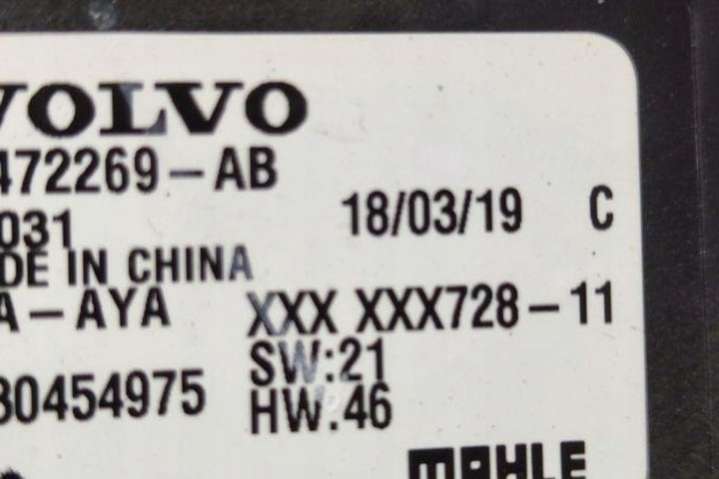 VOLVO
472269-AB
031 18/03/19 C
DE IN CHINA
A-AYA XXX XXX728-11
SW:21
30454975 HW.46
MAHLE